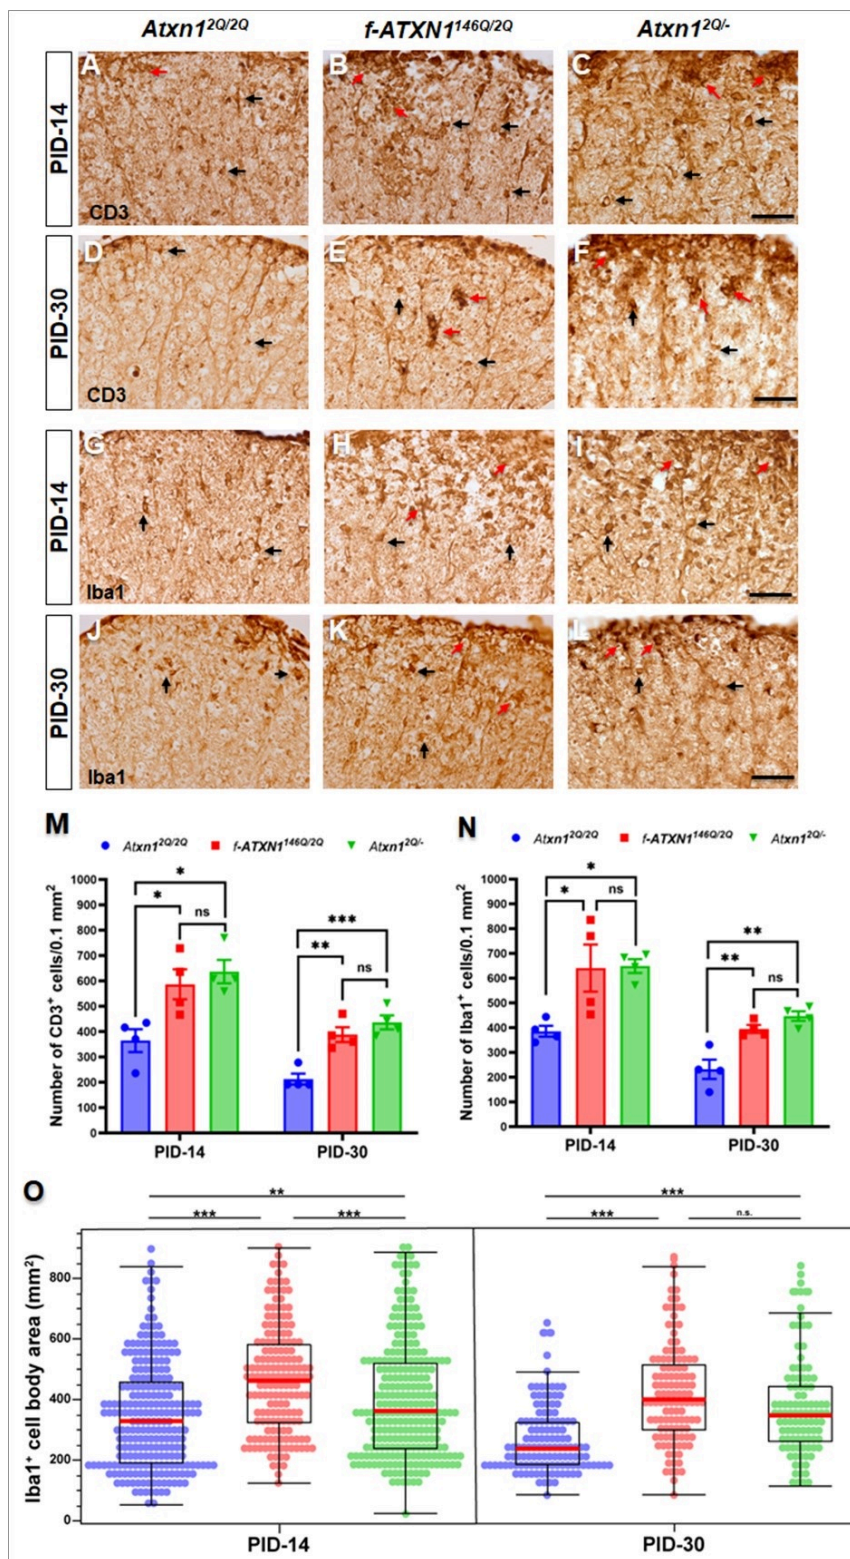 Atxn1^2Q/2Q f-ATXN1^146Q/2Q Atxn1^2Q/-
PID-14
A B C
CD3
PID-30
D E F
CD3
PID-14
G H I
Iba1
PID-30
J K L
Iba1
M
Atxn1^2Q/2Q f-ATXN1^146Q/2Q Atxn1^2Q/-
Number of CD3⁺ cells/0.1 mm²
1000
900
800
700
600
500
400
300
200
100
0
* * ns
*** ** ns
PID-14 PID-30
N
Atxn1^2Q/2Q f-ATXN1^146Q/2Q Atxn1^2Q/-
Number of Iba1⁺ cells/0.1 mm²
1000
900
800
700
600
500
400
300
200
100
0
* * ns
** ** ns
PID-14 PID-30
O
** ***
*** *** *** n.s.
Iba1⁺ cell body area (mm²)
800
600
400
200
0
PID-14 PID-30